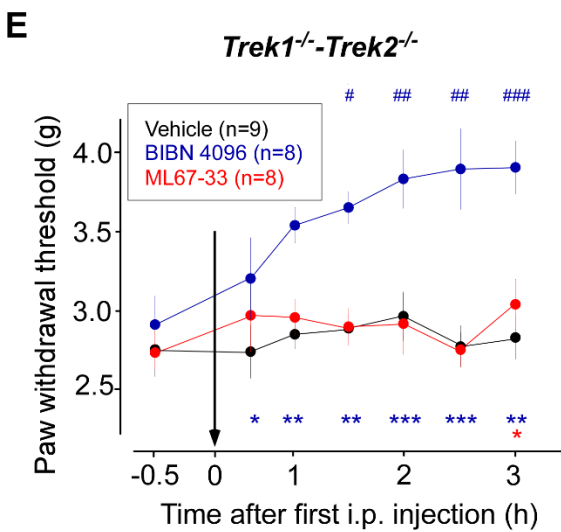 E
Trek1-/--Trek2-/-
# ## ## ###
Vehicle (n=9)
BIBN 4096 (n=8)
ML67-33 (n=8)
Paw withdrawal threshold (g)
4.0
3.5
3.0
2.5
* ** ** *** *** **
*
-0.5 0 1 2 3
Time after first i.p. injection (h)